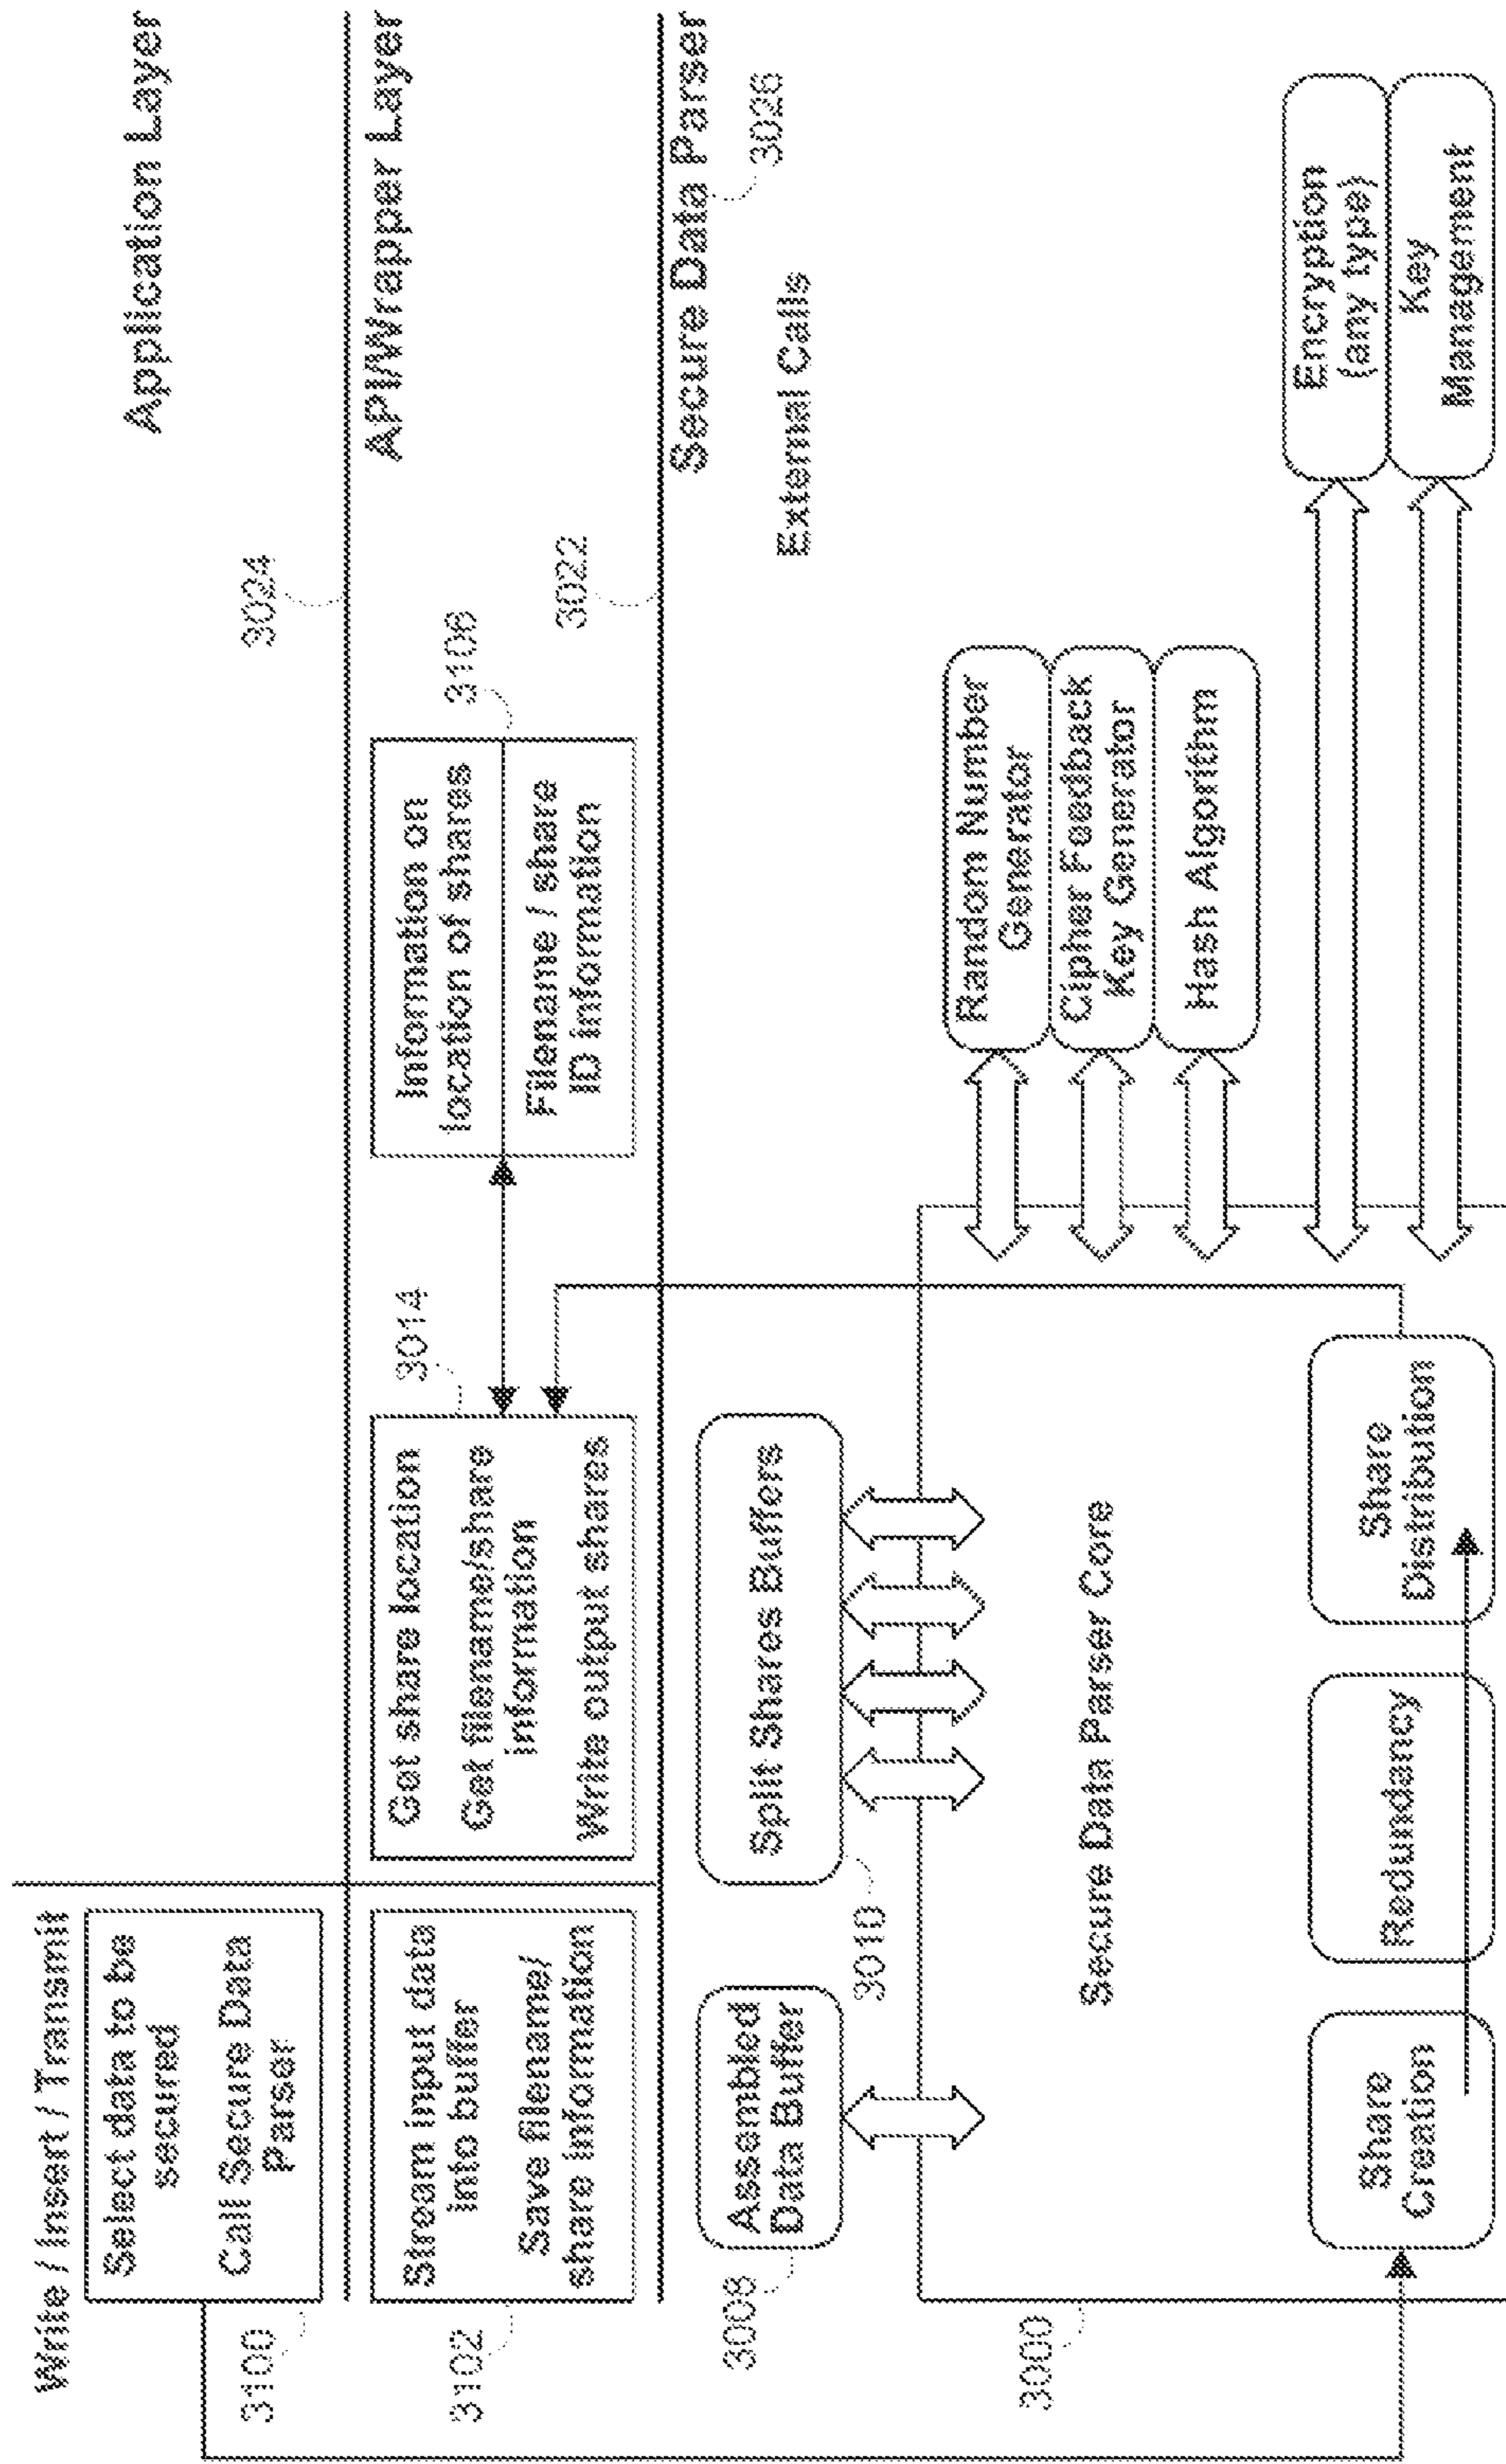 Write / Insert / Transmit
Application Layer
Select data to be
secured
Call Secure Data
Parser
3100
3024
API/Wrapper Layer
Stream input data
into buffer
Save filename/
share information
3102
Get share location
Get filename/share
information
Write output shares
3014
Information on
location of shares
Filename / share
ID information
3106
3022
Secure Data Parser
3026
External Calls
Assembled
Data Buffer
3008
Split Shares Buffers
3010
3000
Secure Data Parser Core
Random Number
Generator
Cipher Feedback
Key Generator
Hash Algorithm
Encryption
(any type)
Key
Management
Share
Creation
Redundancy
Share
Distribution